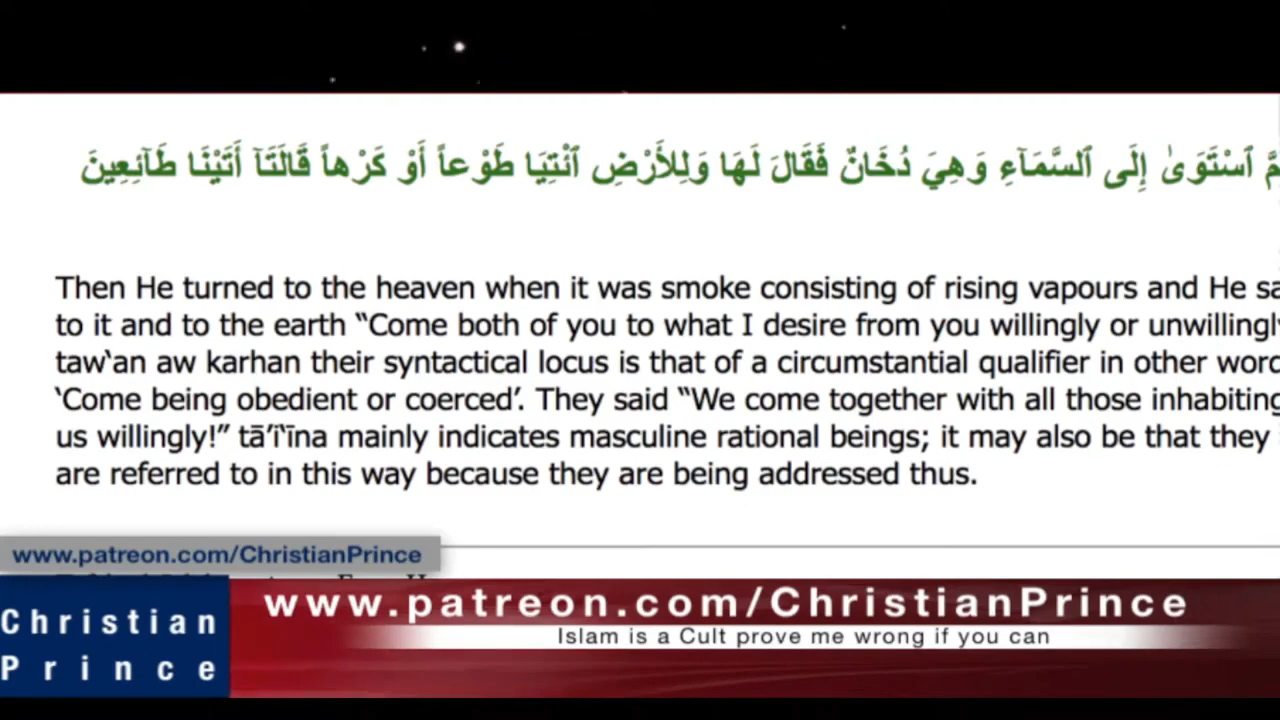 ٱسْتَوَىٰ إِلَى ٱلسَّمَآءِ وَهِيَ دُخَانٌ فَقَالَ لَهَا وَلِلأَرْضِ ٱئْتِيَا طَوْعاً أَوْ كَرْهاً قَالَتَآ أَتَيْنَا طَآئِعِينَ
Then He turned to the heaven when it was smoke consisting of rising vapours and He
to it and to the earth “Come both of you to what I desire from you willingly or unwillingly
taw‘an aw karhan their syntactical locus is that of a circumstantial qualifier in other word
‘Come being obedient or coerced’. They said “We come together with all those inhabiting
us willingly!” tā’i‘īna mainly indicates masculine rational beings; it may also be that they
are referred to in this way because they are being addressed thus.
www.patreon.com/ChristianPrince
www.patreon.com/ChristianPrince
Islam is a Cult prove me wrong if you can
Christian
Prince